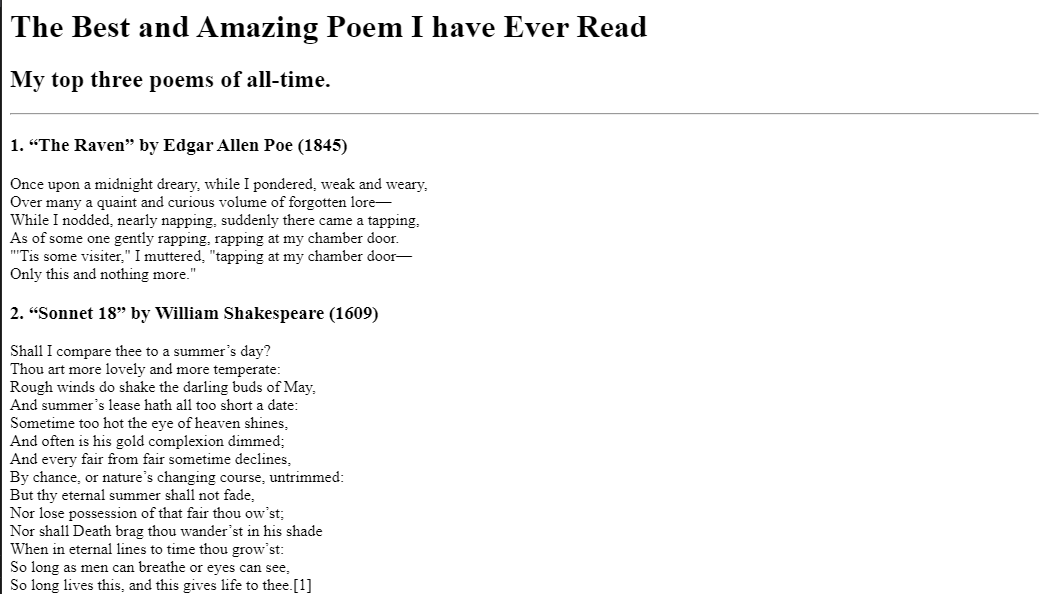 The Best and Amazing Poem I have Ever Read
My top three poems of all-time.
1. “The Raven” by Edgar Allen Poe (1845)
Once upon a midnight dreary, while I pondered, weak and weary,
Over many a quaint and curious volume of forgotten lore—
While I nodded, nearly napping, suddenly there came a tapping,
As of some one gently rapping, rapping at my chamber door.
"'Tis some visiter," I muttered, "tapping at my chamber door—
Only this and nothing more."
2. “Sonnet 18” by William Shakespeare (1609)
Shall I compare thee to a summer’s day?
Thou art more lovely and more temperate:
Rough winds do shake the darling buds of May,
And summer’s lease hath all too short a date:
Sometime too hot the eye of heaven shines,
And often is his gold complexion dimmed;
And every fair from fair sometime declines,
By chance, or nature’s changing course, untrimmed:
But thy eternal summer shall not fade,
Nor lose possession of that fair thou ow’st;
Nor shall Death brag thou wander’st in his shade
When in eternal lines to time thou grow’st:
So long as men can breathe or eyes can see,
So long lives this, and this gives life to thee.[1]